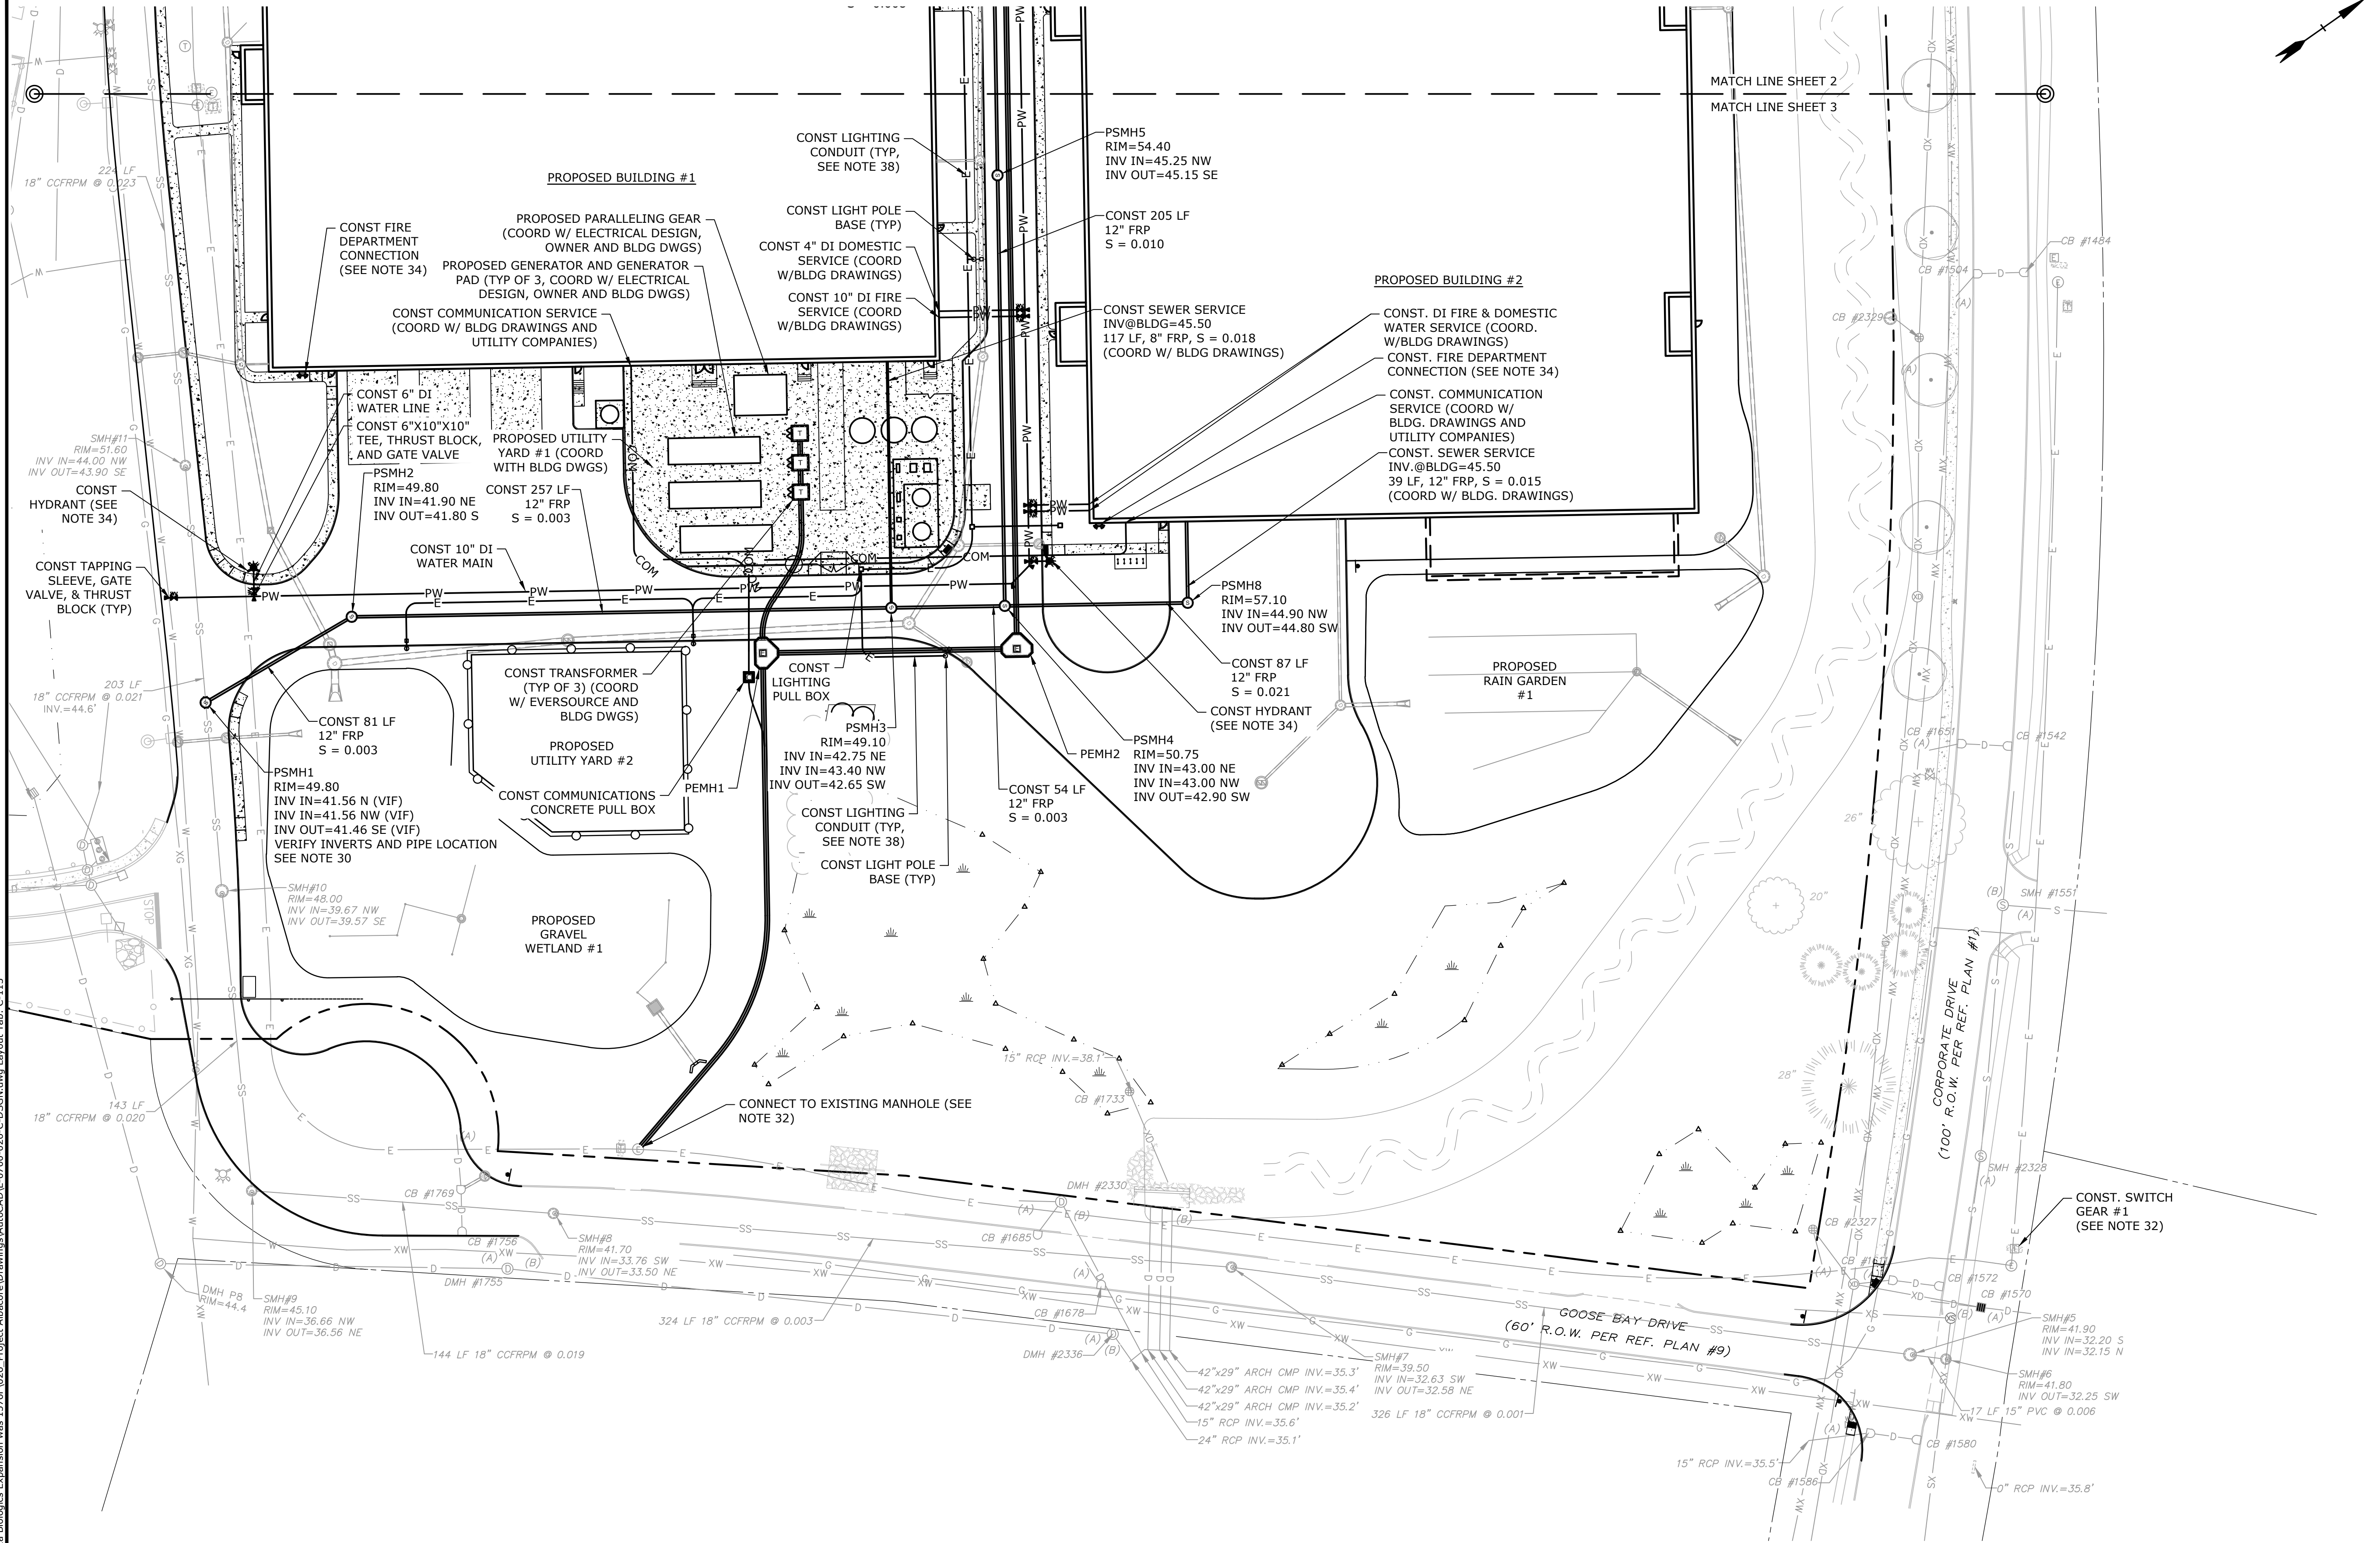 MATCH LINE SHEET 2
MATCH LINE SHEET 3
PROPOSED BUILDING #1
CONST LIGHTING
CONDUIT (TYP,
SEE NOTE 38)
PSMH5
RIM=54.40
INV IN=45.25 NW
INV OUT=45.15 SE
224 LF
18" CCFRPM @ 0.023
CONST FIRE
DEPARTMENT
CONNECTION
(SEE NOTE 34)
PROPOSED PARALLELING GEAR
(COORD W/ ELECTRICAL DESIGN,
OWNER AND BLDG DWGS)
PROPOSED GENERATOR AND GENERATOR
PAD (TYP OF 3, COORD W/ ELECTRICAL
DESIGN, OWNER AND BLDG DWGS)
CONST COMMUNICATION SERVICE
(COORD W/ BLDG DRAWINGS AND
UTILITY COMPANIES)
CONST LIGHT POLE
BASE (TYP)
CONST 4" DI DOMESTIC
SERVICE (COORD
W/BLDG DRAWINGS)
CONST 10" DI FIRE
SERVICE (COORD
W/BLDG DRAWINGS)
CONST 205 LF
12" FRP
S = 0.010
PROPOSED BUILDING #2
CONST SEWER SERVICE
INV@BLDG=45.50
117 LF, 8" FRP, S = 0.018
(COORD W/ BLDG DRAWINGS)
CONST. DI FIRE & DOMESTIC
WATER SERVICE (COORD.
W/BLDG DRAWINGS)
CONST. FIRE DEPARTMENT
CONNECTION (SEE NOTE 34)
CONST. COMMUNICATION
SERVICE (COORD W/
BLDG. DRAWINGS AND
UTILITY COMPANIES)
CONST. SEWER SERVICE
INV.@BLDG=45.50
39 LF, 12" FRP, S = 0.015
(COORD W/ BLDG. DRAWINGS)
CB #1484
CB #1504
(A)
CB #2329
(A)
CONST 6" DI
WATER LINE
CONST 6"X10"X10"
TEE, THRUST BLOCK,
AND GATE VALVE
SMH#11
RIM=51.60
INV IN=44.00 NW
INV OUT=43.90 SE
PSMH2
RIM=49.80
INV IN=41.90 NE
INV OUT=41.80 S
PROPOSED UTILITY
YARD #1 (COORD
WITH BLDG DWGS)
CONST 257 LF
12" FRP
S = 0.003
CONST
HYDRANT (SEE
NOTE 34)
CONST 10" DI
WATER MAIN
CONST TAPPING
SLEEVE, GATE
VALVE, & THRUST
BLOCK (TYP)
PSMH8
RIM=57.10
INV IN=44.90 NW
INV OUT=44.80 SW
CONST 87 LF
12" FRP
S = 0.021
CONST HYDRANT
(SEE NOTE 34)
PROPOSED
RAIN GARDEN
#1
203 LF
18" CCFRPM @ 0.021
INV.=44.6'
CONST 81 LF
12" FRP
S = 0.003
CONST TRANSFORMER
(TYP OF 3) (COORD
W/ EVERSOURCE AND
BLDG DWGS)
PROPOSED
UTILITY YARD #2
CONST
LIGHTING
PULL BOX
PSMH3
RIM=49.10
INV IN=42.75 NE
INV IN=43.40 NW
INV OUT=42.65 SW
PEMH2
PSMH4
RIM=50.75
INV IN=43.00 NE
INV IN=43.00 NW
INV OUT=42.90 SW
PSMH1
RIM=49.80
INV IN=41.56 N (VIF)
INV IN=41.56 NW (VIF)
INV OUT=41.46 SE (VIF)
VERIFY INVERTS AND PIPE LOCATION
SEE NOTE 30
CONST COMMUNICATIONS
CONCRETE PULL BOX
PEMH1
CONST LIGHTING
CONDUIT (TYP,
SEE NOTE 38)
CONST LIGHT POLE
BASE (TYP)
CONST 54 LF
12" FRP
S = 0.003
CB #1651
(A)
CB #1542
26"
20"
28"
(B)
SMH #1551
(A)
SMH#10
RIM=48.00
INV IN=39.67 NW
INV OUT=39.57 SE
STOP
PROPOSED
GRAVEL
WETLAND #1
CORPORATE DRIVE
(100' R.O.W. PER REF. PLAN #1)
15" RCP INV.=38.1'
CB #1733
143 LF
18" CCFRPM @ 0.020
CONNECT TO EXISTING MANHOLE (SEE
NOTE 32)
(A)
CB #1769
DMH #2330
SMH #2328
(A)
CONST. SWITCH
GEAR #1
(SEE NOTE 32)
CB #2327
CB #1756
(A)
(B)
DMH #1755
SMH#8
RIM=41.70
INV IN=33.76 SW
INV OUT=33.50 NE
CB #1685
(A)
(B)
(B)
DMH P8
RIM=44.4
SMH#9
RIM=45.10
INV IN=36.66 NW
INV OUT=36.56 NE
144 LF 18" CCFRPM @ 0.019
324 LF 18" CCFRPM @ 0.003
(A)
CB #1678
DMH #2336
(A)
(B)
42"x29" ARCH CMP INV.=35.3'
42"x29" ARCH CMP INV.=35.4'
42"x29" ARCH CMP INV.=35.2'
15" RCP INV.=35.6'
24" RCP INV.=35.1'
SMH#7
RIM=39.50
INV IN=32.63 SW
INV OUT=32.58 NE
326 LF 18" CCFRPM @ 0.001
GOOSE BAY DRIVE
(60' R.O.W. PER REF. PLAN #9)
CB #1572
CB #1570
(B)
(A)
SMH#5
RIM=41.90
INV IN=32.20 S
INV IN=32.15 N
SMH#6
RIM=41.80
INV OUT=32.25 SW
17 LF 15" PVC @ 0.006
(A)
CB #1580
15" RCP INV.=35.5'
CB #1586
0" RCP INV.=35.8'